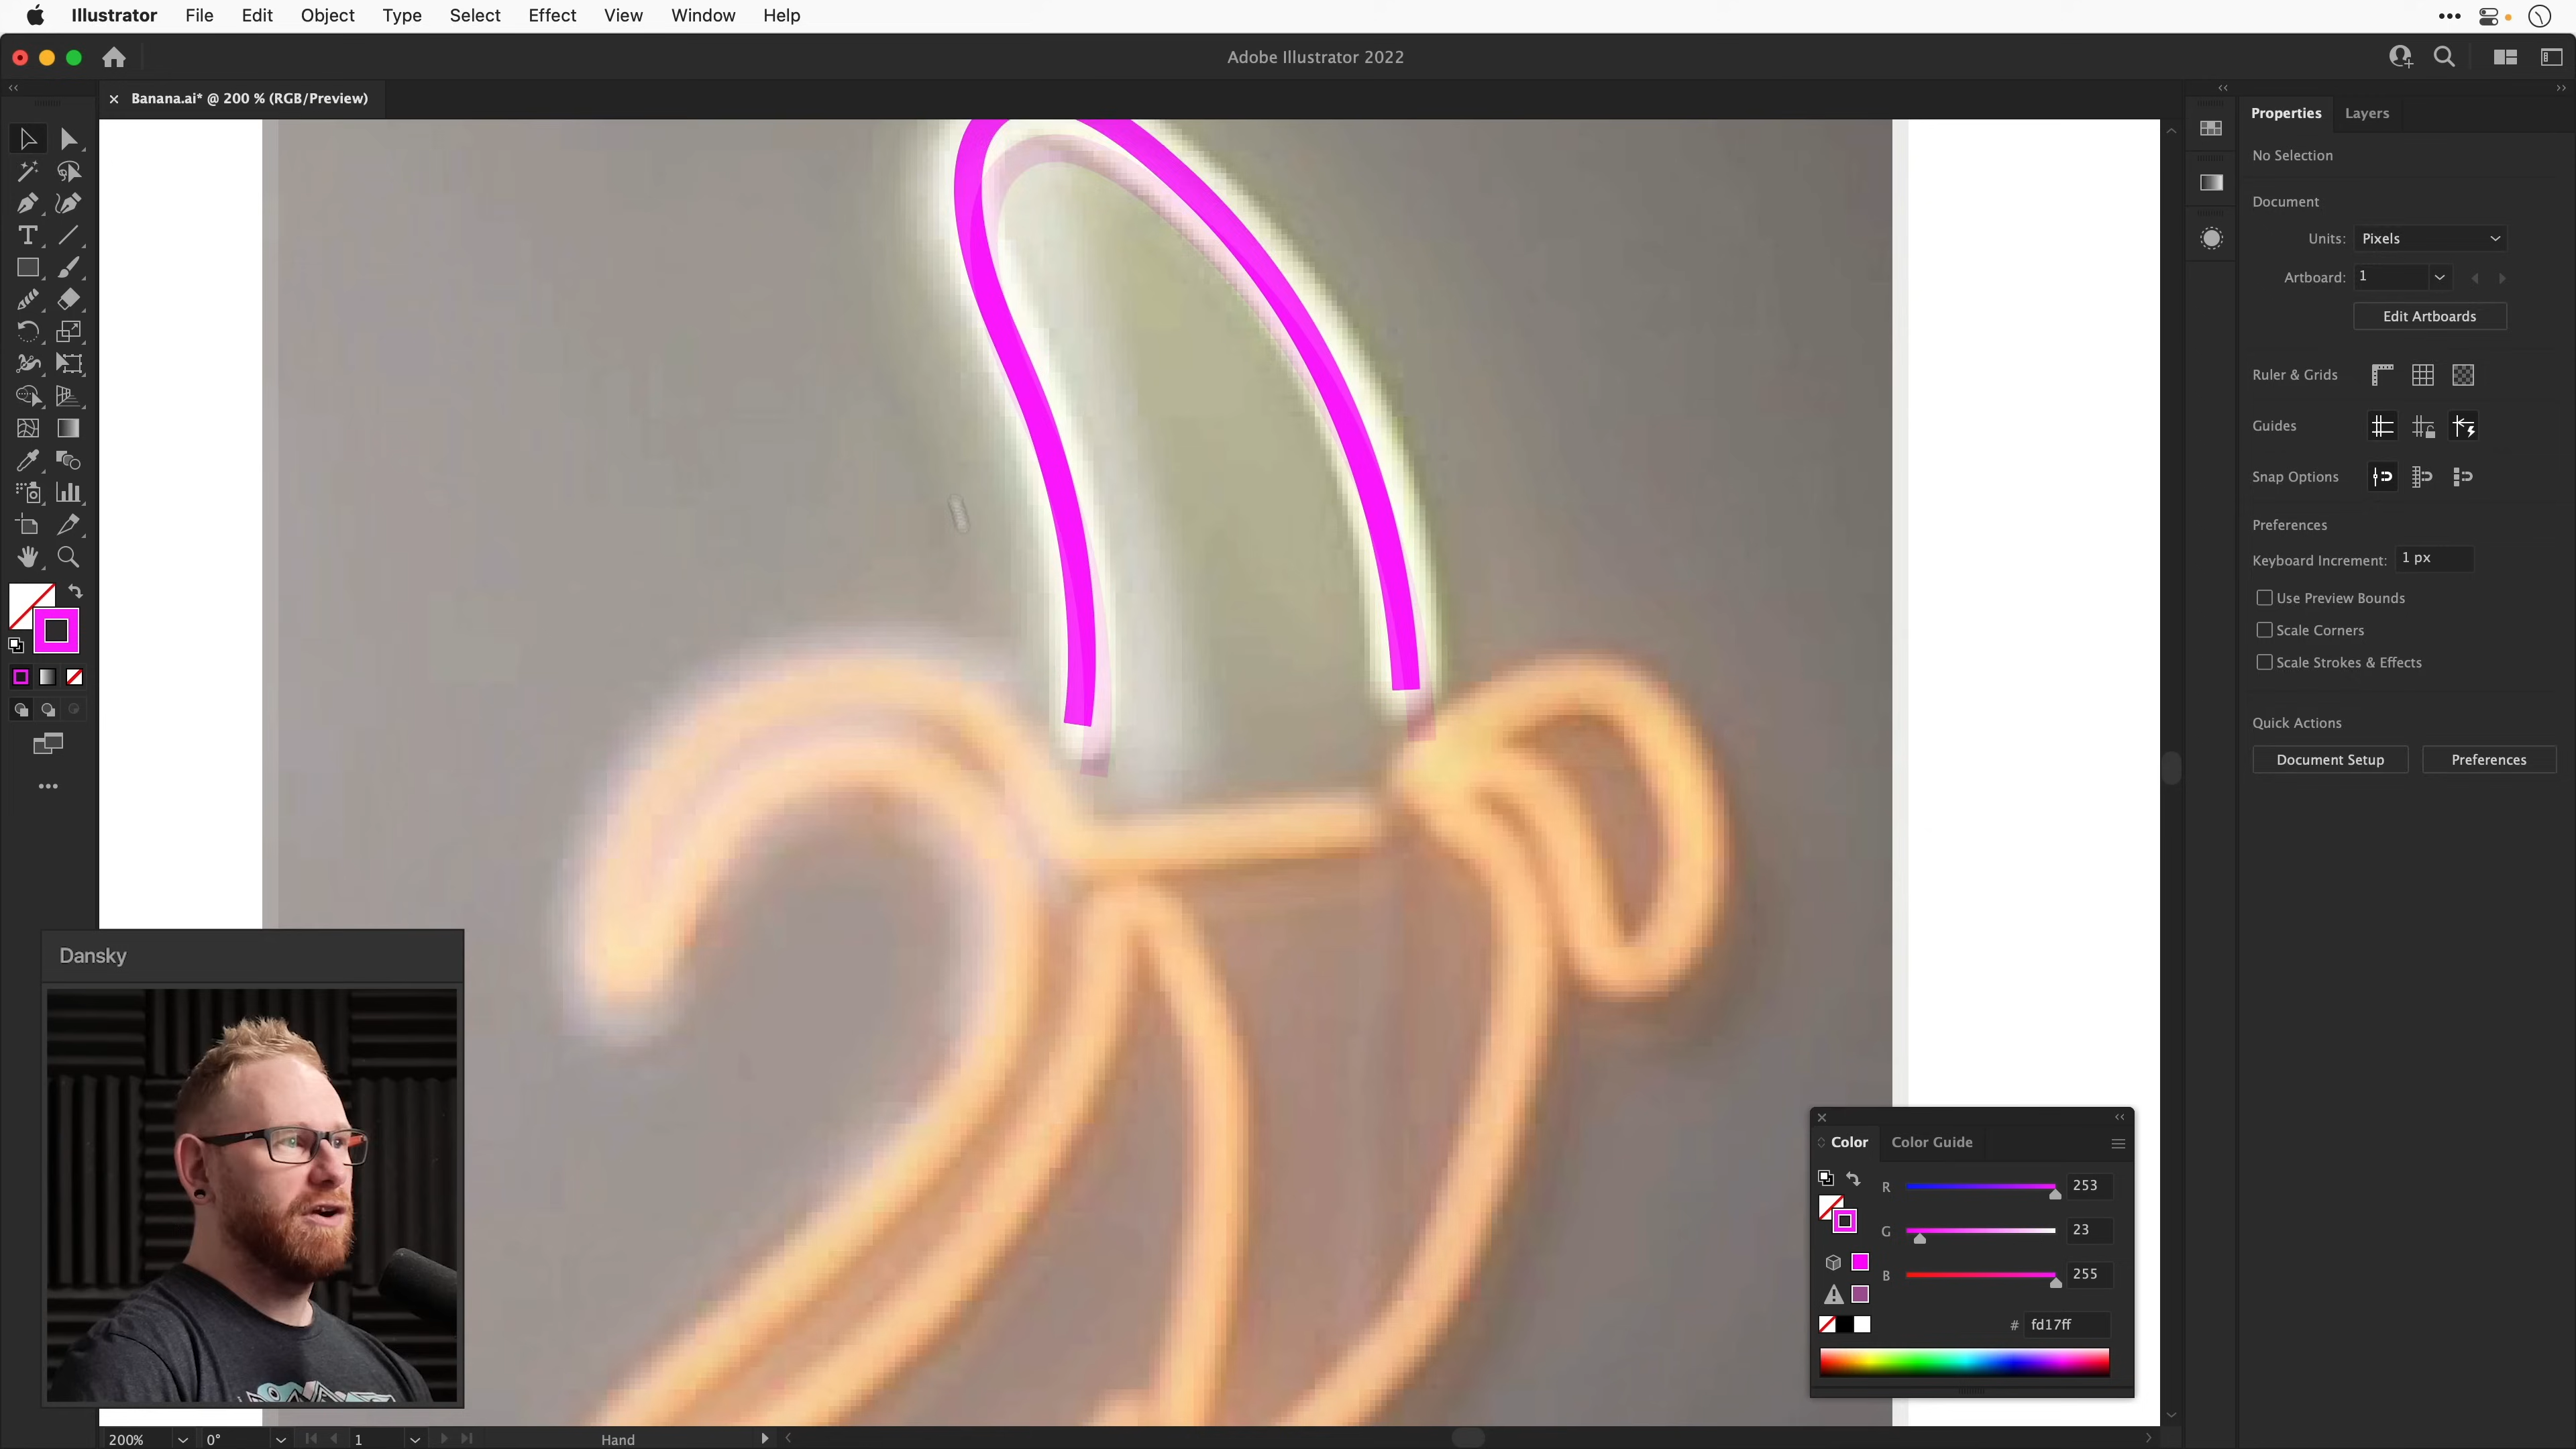 Illustrator File Edit Object Type Select Effect View Window Help
Adobe Illustrator 2022
Banana.ai* @ 200 % (RGB/Preview)
Properties Layers
No Selection
Document
Units: Pixels
Artboard: 1
Edit Artboards
Ruler & Grids
Guides
Snap Options
Preferences
Keyboard Increment: 1 px
Use Preview Bounds
Scale Corners
Scale Strokes & Effects
Quick Actions
Document Setup Preferences
Dansky
Color Color Guide
R 253
G 23
B 255
# fd17ff
200% 0° 1 Hand